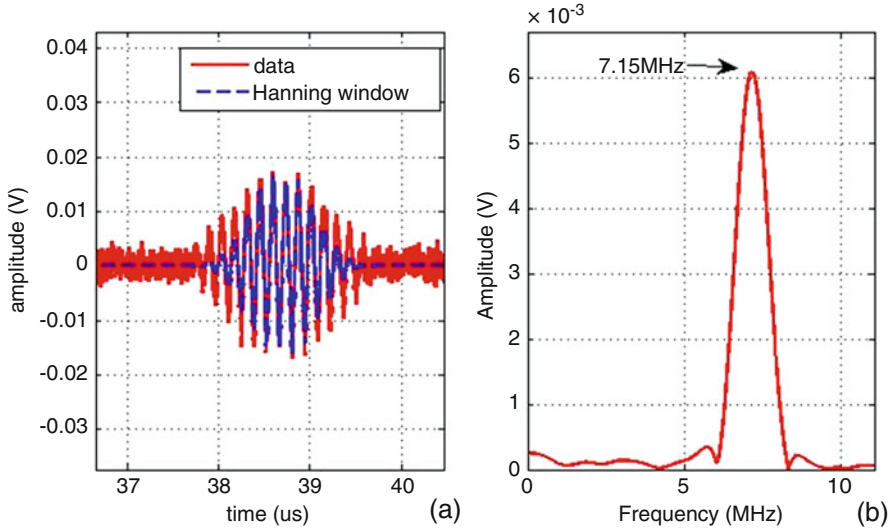 0.04
0.03
0.02
0.01
0
-0.01
-0.02
-0.03
amplitude (V)
data
Hanning window
37
38
39
40
time (us)
(a)
× 10⁻³
6
5
4
3
2
1
0
Amplitude (V)
7.15MHz
0
5
10
Frequency (MHz)
(b)